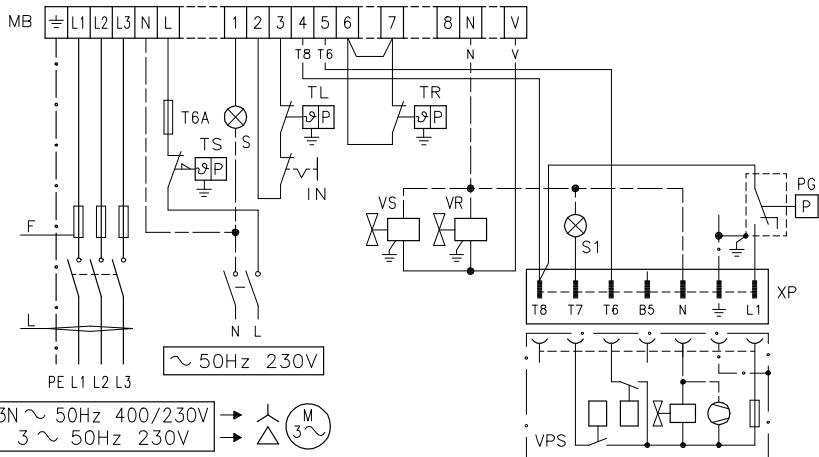 MB ⏚ L1 L2 L3 N L 1 2 3 4 5 6 7 8 N V
T8 T6 N V
TL TR
T6A
S
TS
ϑ P ϑ P
ϑ P
IN
PG
P
VS VR
F
S1
XP
T8 T7 T6 B5 N ⏚ L1
L
N L
PE L1 L2 L3
∼ 50Hz 230V
3N ∼ 50Hz 400/230V
3 ∼ 50Hz 230V
M
3∼
VPS